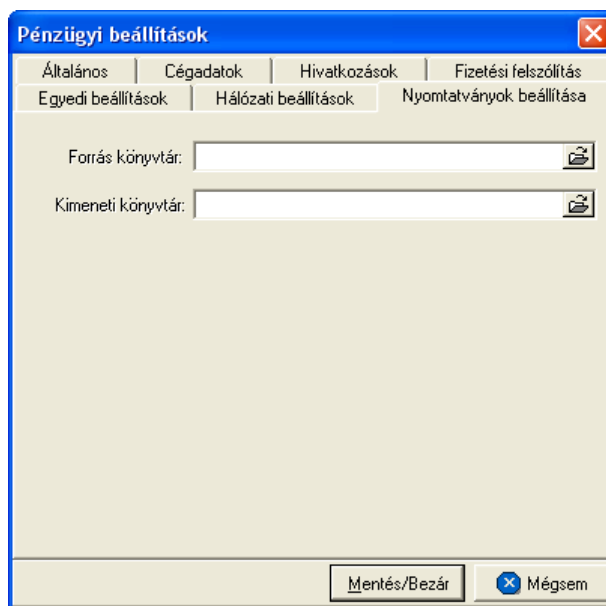 Pénzügyi beállítások
Általános Cégadatok Hivatkozások Fizetési felszólítás
Egyedi beállítások Hálózati beállítások Nyomtatványok beállítása
Forrás könyvtár:
Kimeneti könyvtár:
Mentés/Bezár Mégsem